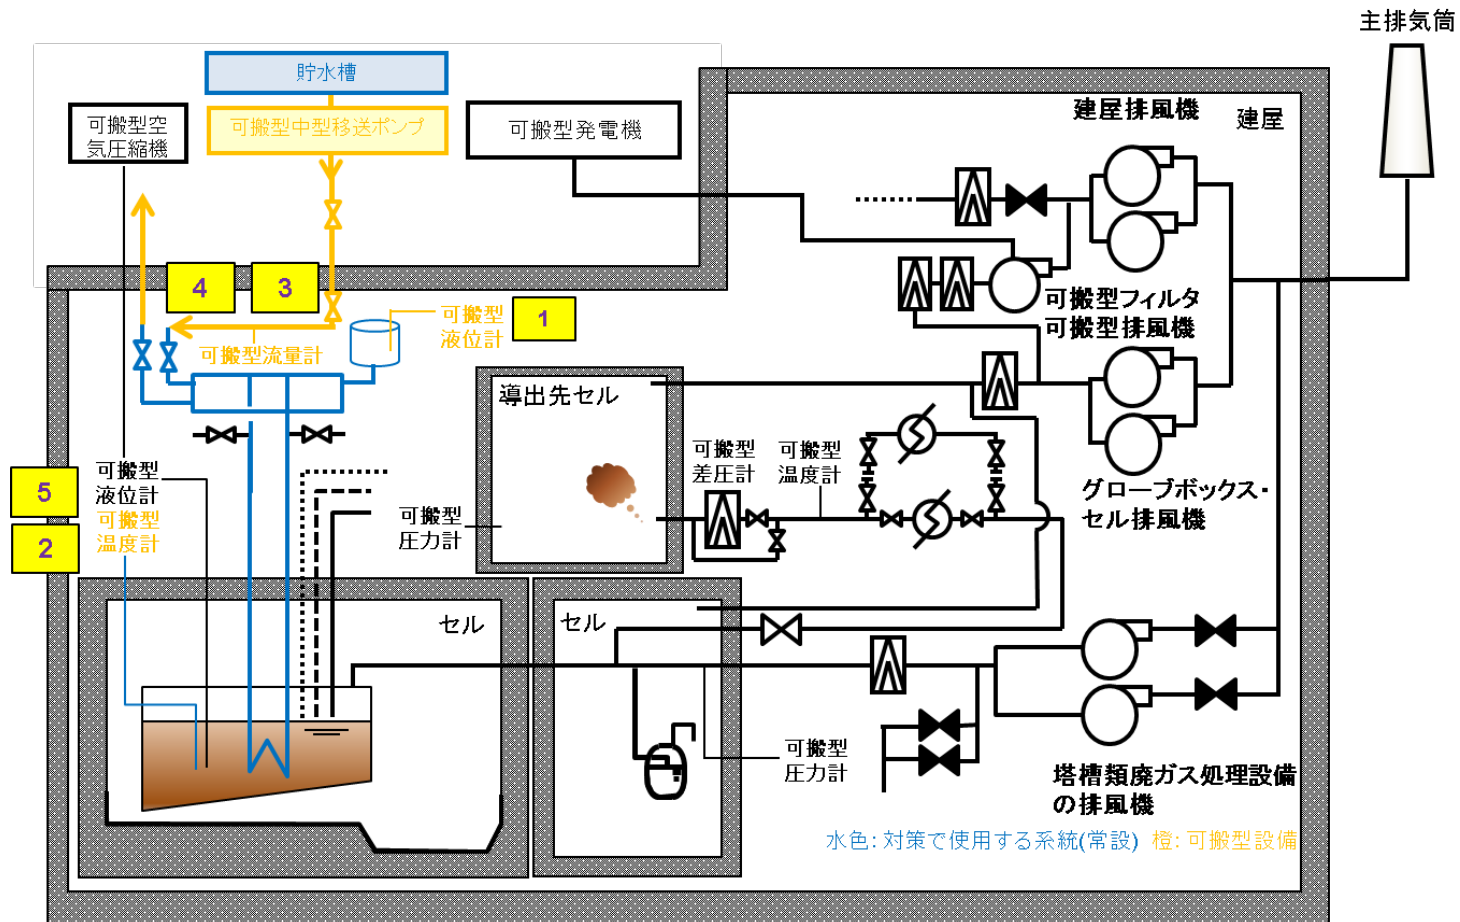 主排気筒
貯水槽
可搬型空
気圧縮機
可搬型中型移送ポンプ
可搬型発電機
建屋排風機
建屋
4
3
可搬型
液位計
1
可搬型流量計
可搬型フィルタ
可搬型排風機
導出先セル
可搬型
差圧計
可搬型
温度計
グローブボックス・
セル排風機
5
可搬型
液位計
2
可搬型
温度計
可搬型
圧力計
セル
セル
可搬型
圧力計
塔槽類廃ガス処理設備
の排風機
水色：対策で使用する系統(常設) 橙：可搬型設備